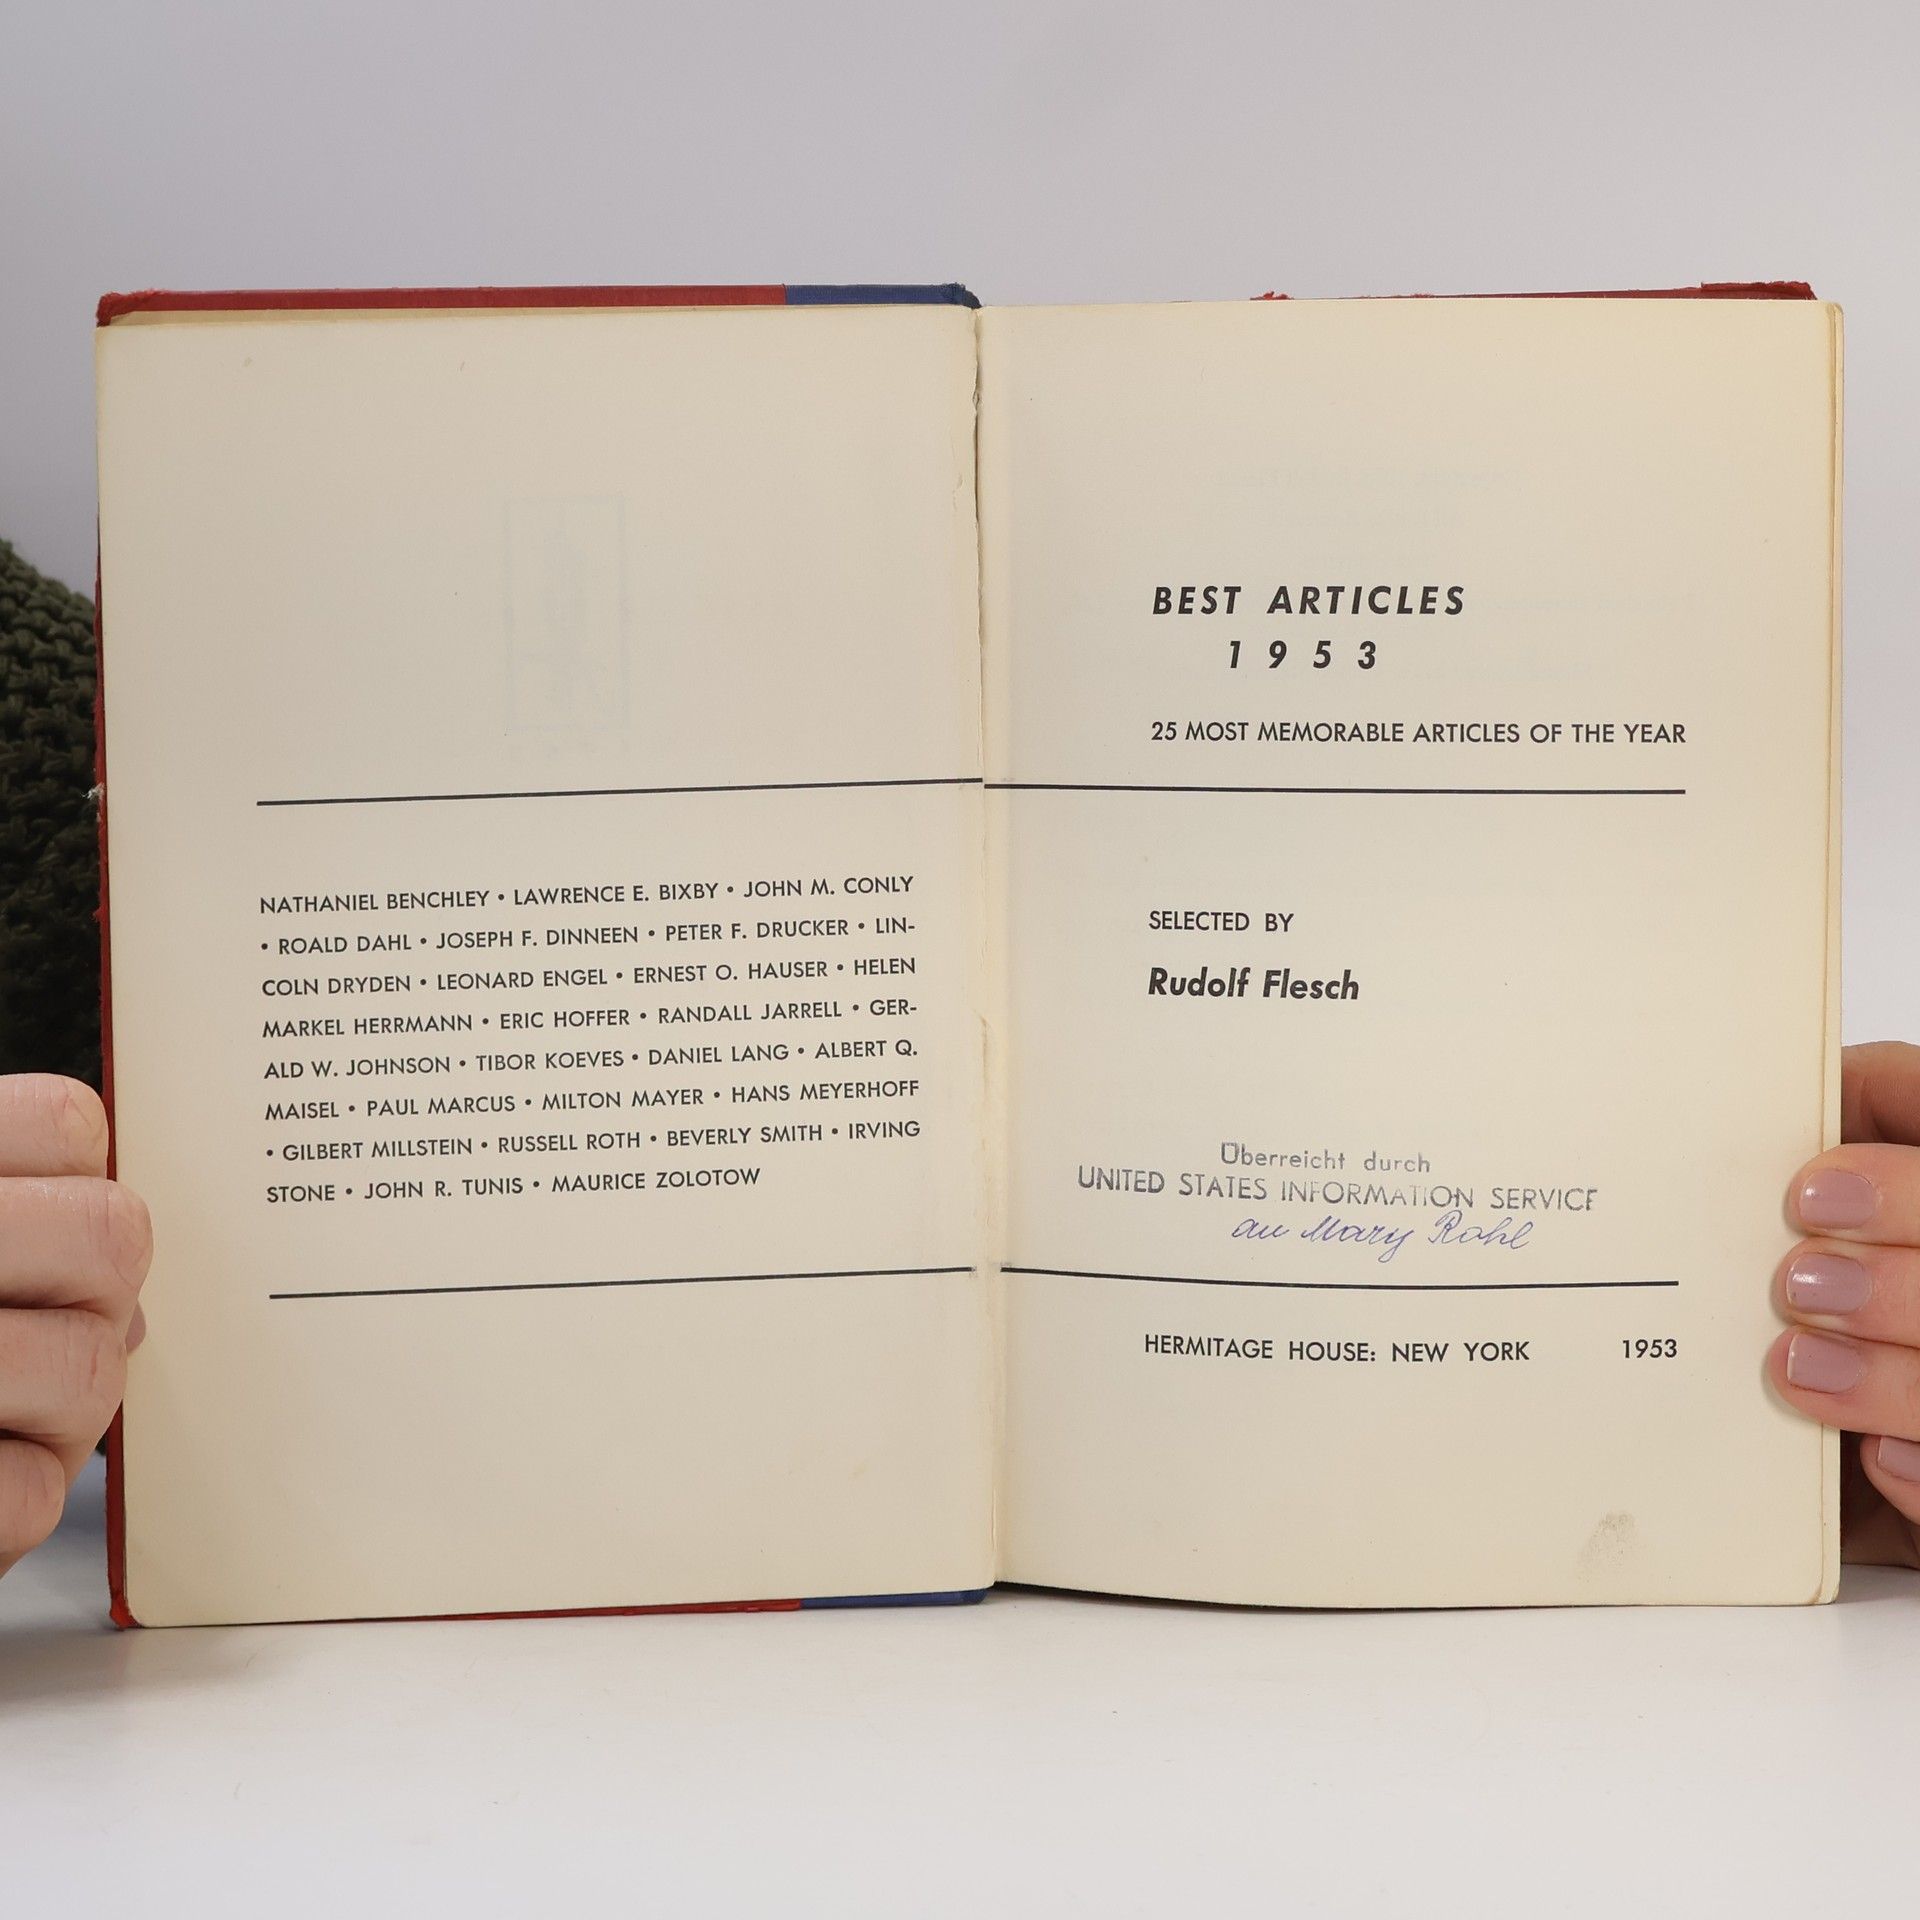 NATHANIEL BENCHLEY • LAWRENCE E. BIXBY • JOHN M. CONLY
• ROALD DAHL • JOSEPH F. DINNEEN • PETER F. DRUCKER • LIN-
COLN DRYDEN • LEONARD ENGEL • ERNEST O. HAUSER • HELEN
MARKEL HERRMANN • ERIC HOFFER • RANDALL JARRELL • GER-
ALD W. JOHNSON • TIBOR KOEVES • DANIEL LANG • ALBERT Q.
MAISEL • PAUL MARCUS • MILTON MAYER • HANS MEYERHOFF
• GILBERT MILLSTEIN • RUSSELL ROTH • BEVERLY SMITH • IRVING
STONE • JOHN R. TUNIS • MAURICE ZOLOTOW
BEST ARTICLES
1953
25 MOST MEMORABLE ARTICLES OF THE YEAR
SELECTED BY
Rudolf Flesch
Überreicht durch
UNITED STATES INFORMATION SERVICE
an Mary Rohl
HERMITAGE HOUSE: NEW YORK 1953